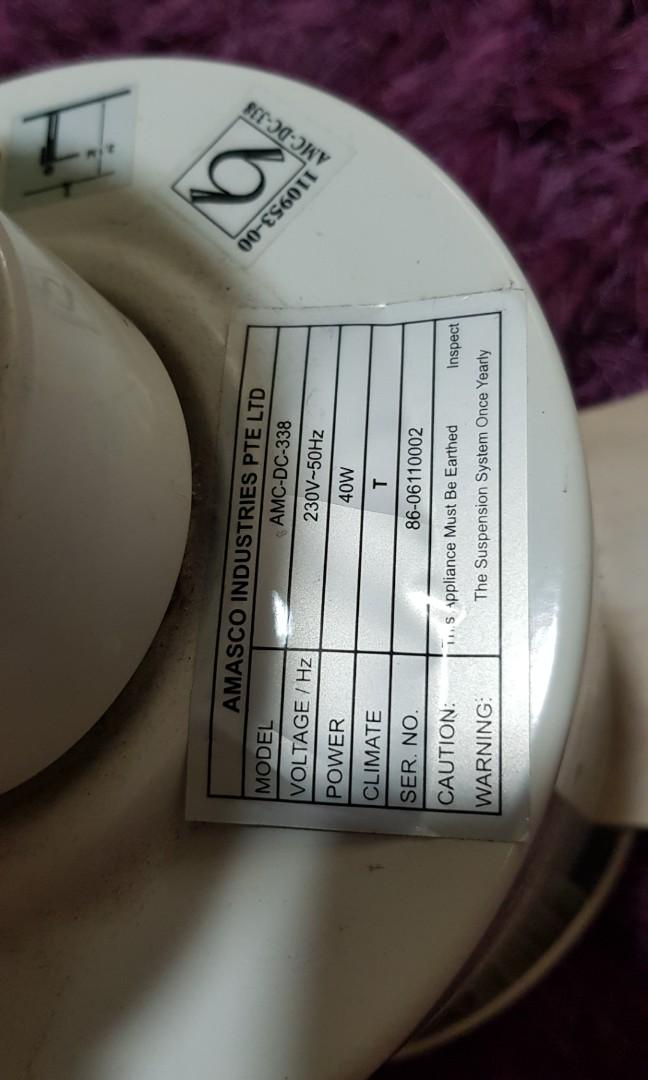 AMC-DC-338
110953-00
AMASCO INDUSTRIES PTE LTD
MODEL AMC-DC-338
VOLTAGE / Hz 230V~50Hz
POWER 40W
CLIMATE T
SER. NO. 86-06110002
CAUTION: This Appliance Must Be Earthed Inspect
WARNING: The Suspension System Once Yearly